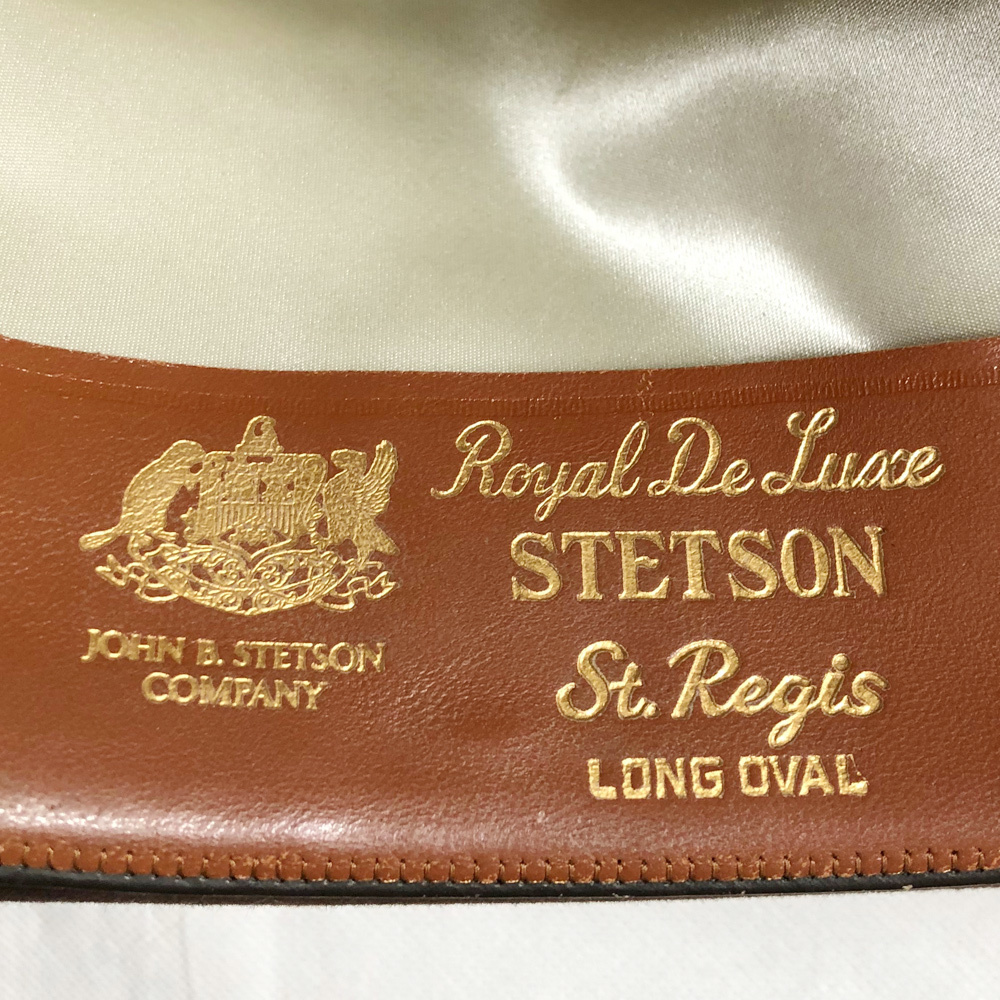 JOHN B. STETSON
COMPANY
Royal De Luxe
STETSON
St. Regis
LONG OVAL